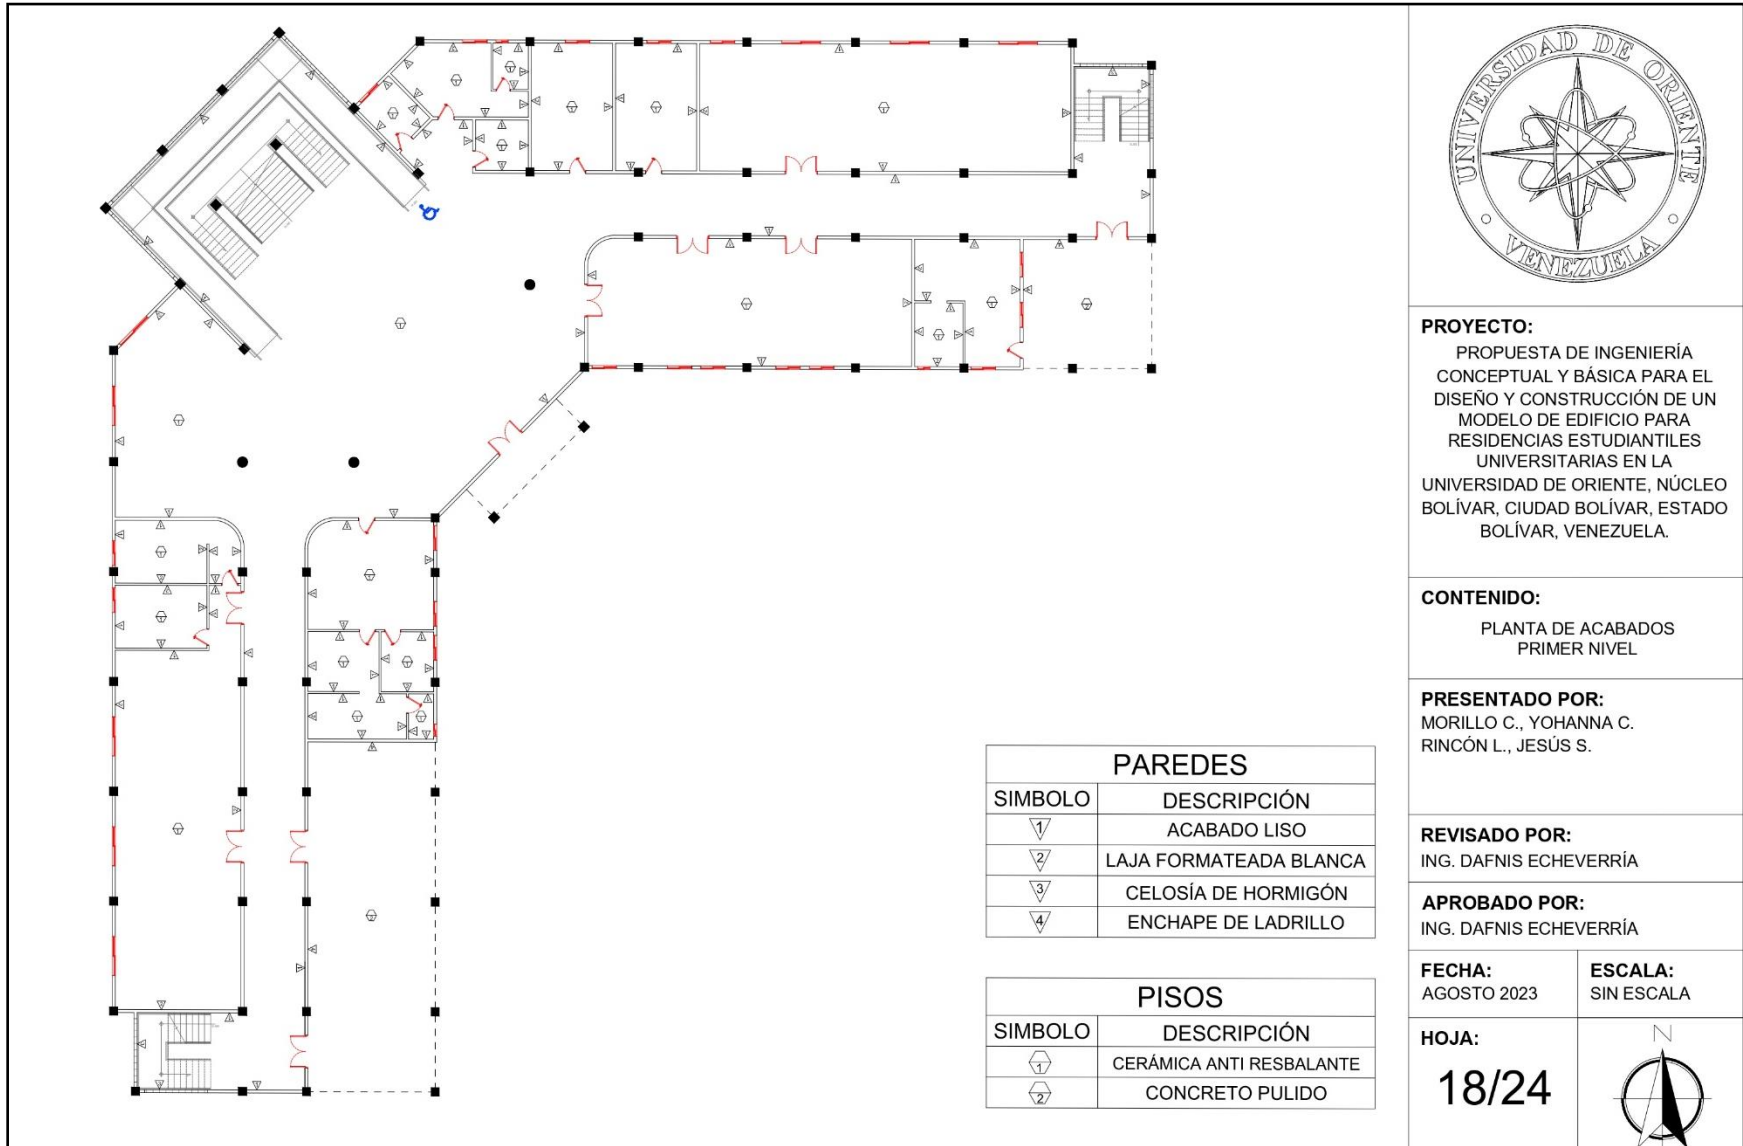 UNIVERSIDAD DE ORIENTE
VENEZUELA
PROYECTO:
PROPUESTA DE INGENIERÍA
CONCEPTUAL Y BÁSICA PARA EL
DISEÑO Y CONSTRUCCIÓN DE UN
MODELO DE EDIFICIO PARA
RESIDENCIAS ESTUDIANTILES
UNIVERSITARIAS EN LA
UNIVERSIDAD DE ORIENTE, NÚCLEO
BOLÍVAR, CIUDAD BOLÍVAR, ESTADO
BOLÍVAR, VENEZUELA.
CONTENIDO:
PLANTA DE ACABADOS
PRIMER NIVEL
PRESENTADO POR:
MORILLO C., YOHANNA C.
RINCÓN L., JESÚS S.
REVISADO POR:
ING. DAFNIS ECHEVERRÍA
APROBADO POR:
ING. DAFNIS ECHEVERRÍA
FECHA:
AGOSTO 2023
ESCALA:
SIN ESCALA
HOJA:
18/24
N
PAREDES
SIMBOLO DESCRIPCIÓN
1 ACABADO LISO
2 LAJA FORMATEADA BLANCA
3 CELOSÍA DE HORMIGÓN
4 ENCHAPE DE LADRILLO
PISOS
SIMBOLO DESCRIPCIÓN
1 CERÁMICA ANTI RESBALANTE
2 CONCRETO PULIDO